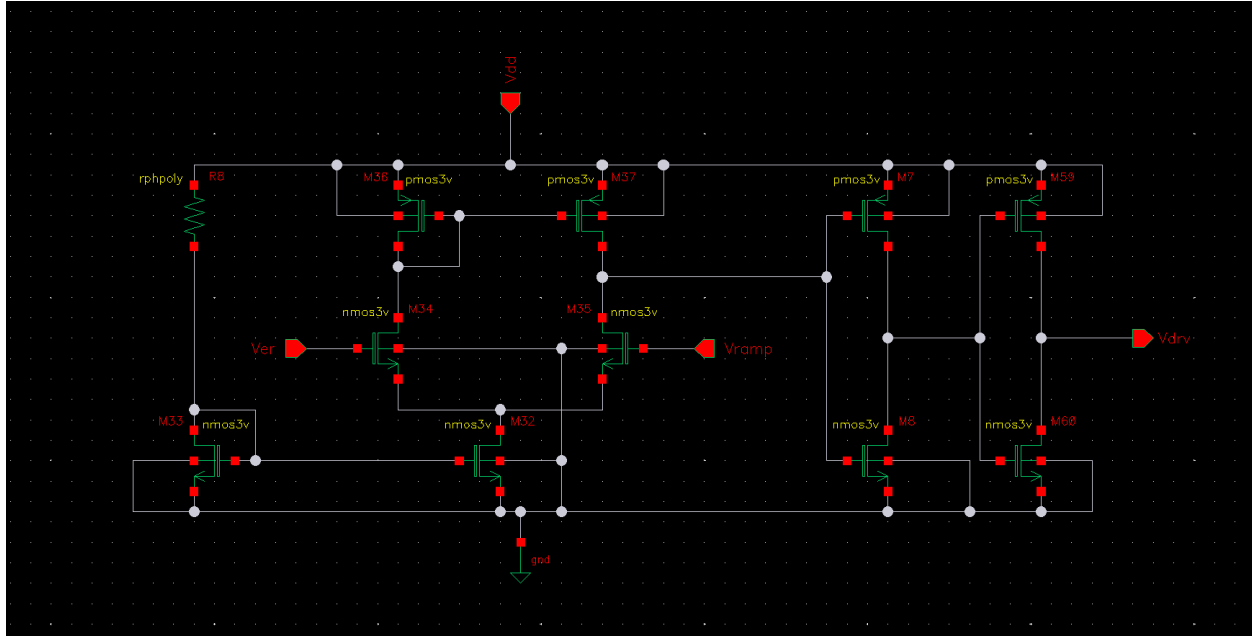 Vdd
rphpoly
R8
M36
pmos3v
pmos3v
M37
pmos3v
M7
pmos3v
M59
nmos3v
M34
M35
nmos3v
Ver
Vramp
Vdrv
M33
nmos3v
nmos3v
M32
nmos3v
M8
nmos3v
M60
gnd